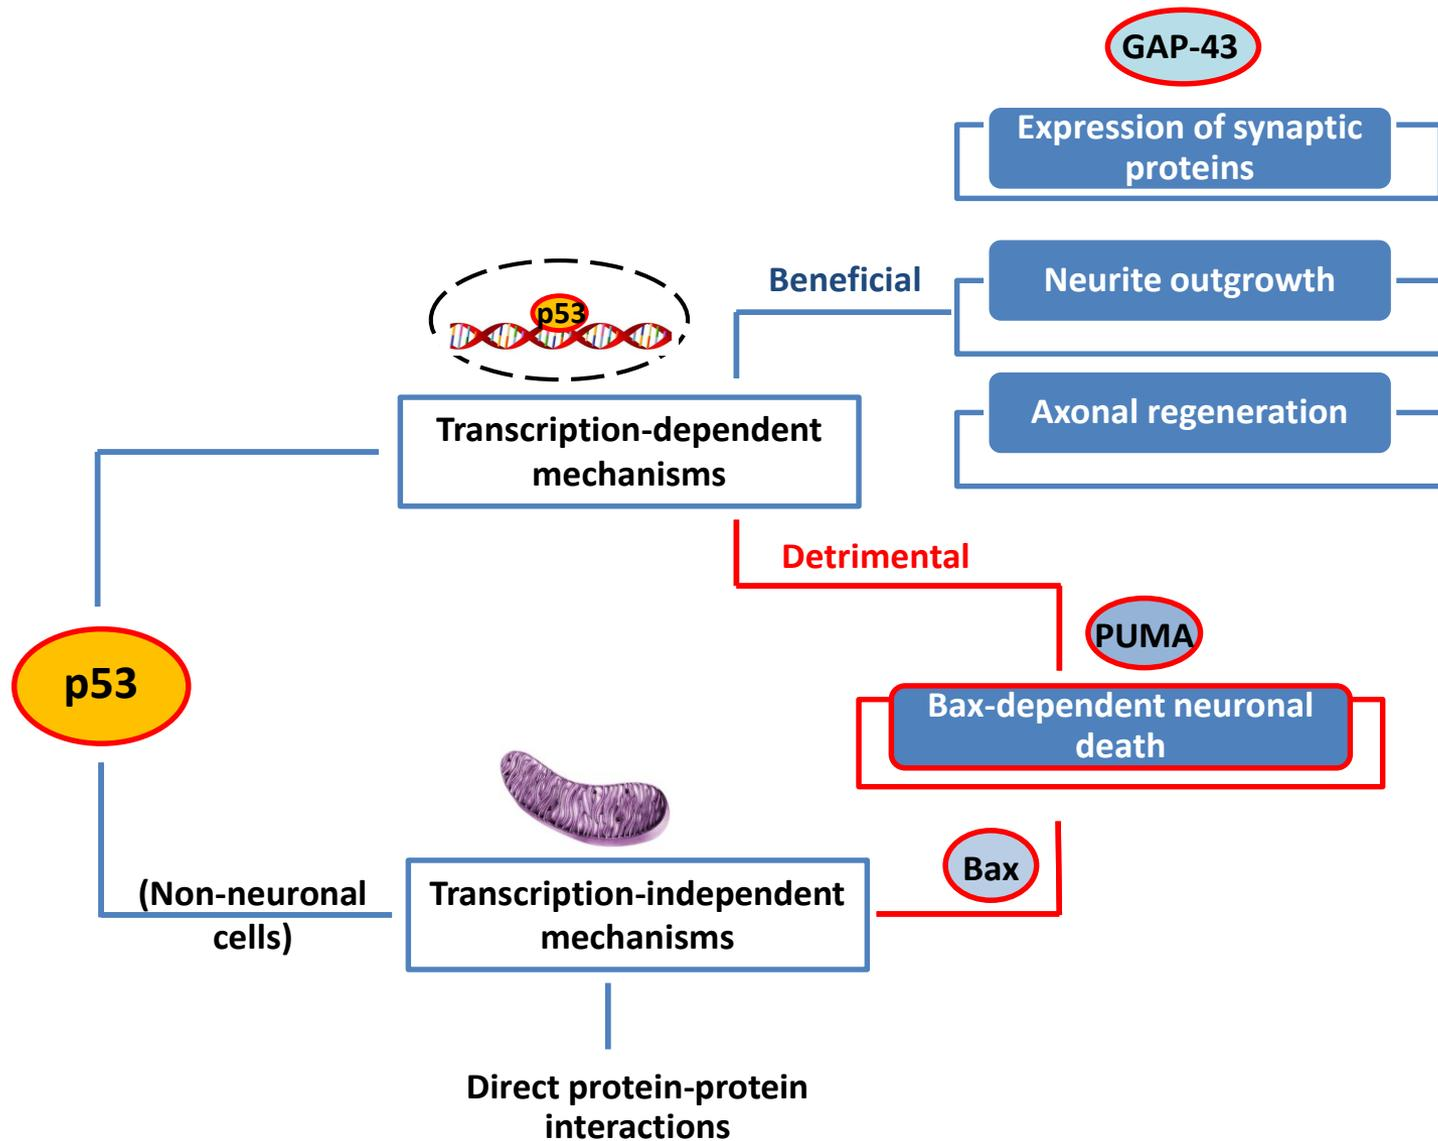 GAP-43
Expression of synaptic
proteins
Beneficial
Neurite outgrowth
p53
Axonal regeneration
Transcription-dependent
mechanisms
Detrimental
PUMA
p53
Bax-dependent neuronal
death
Bax
(Non-neuronal
cells)
Transcription-independent
mechanisms
Direct protein-protein
interactions